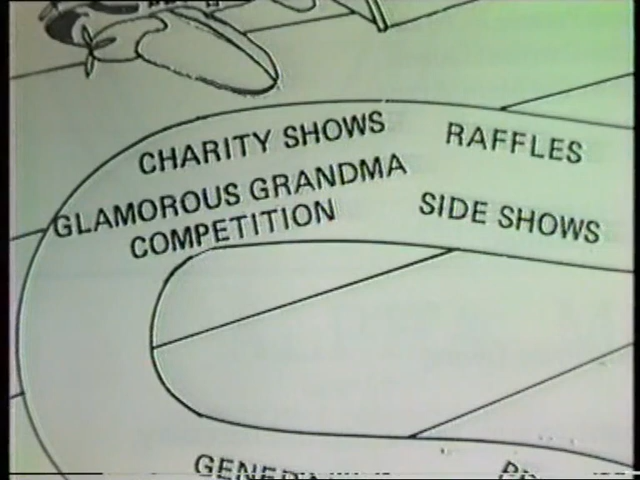 CHARITY SHOWS
RAFFLES
GLAMOROUS GRANDMA
COMPETITION
SIDE SHOWS